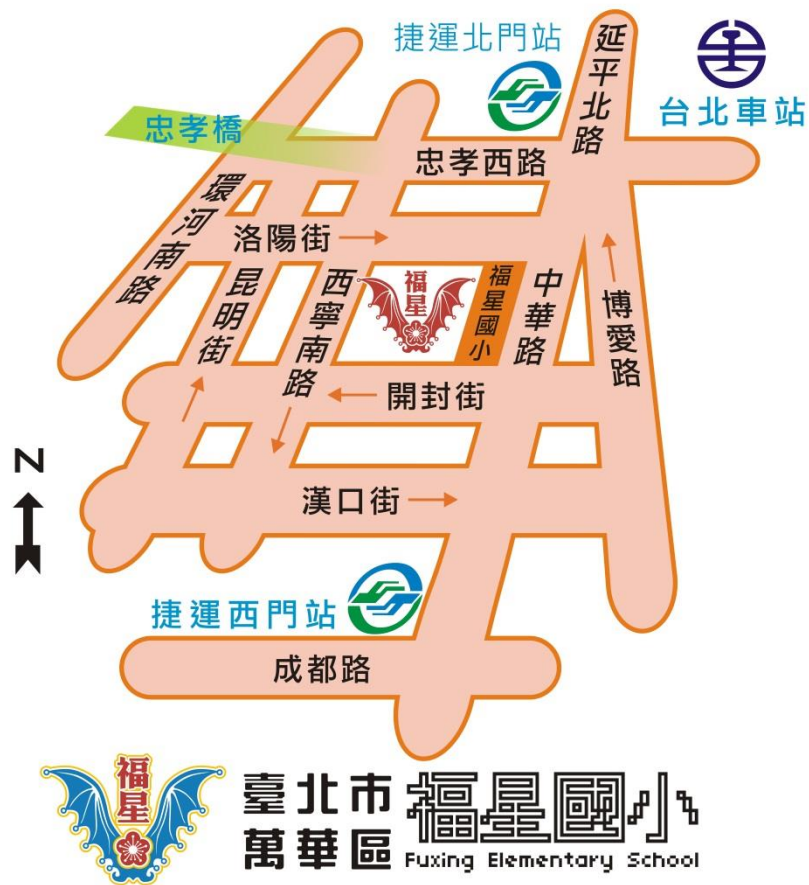 捷運北門站
延平北路
台北車站
忠孝橋
忠孝西路
環河南路
洛陽街
昆明街
西寧南路
福星
福星國小
中華路
博愛路
開封街
N
漢口街
捷運西門站
成都路
福星
臺北市
萬華區
福星國小
Fuxing Elementary School